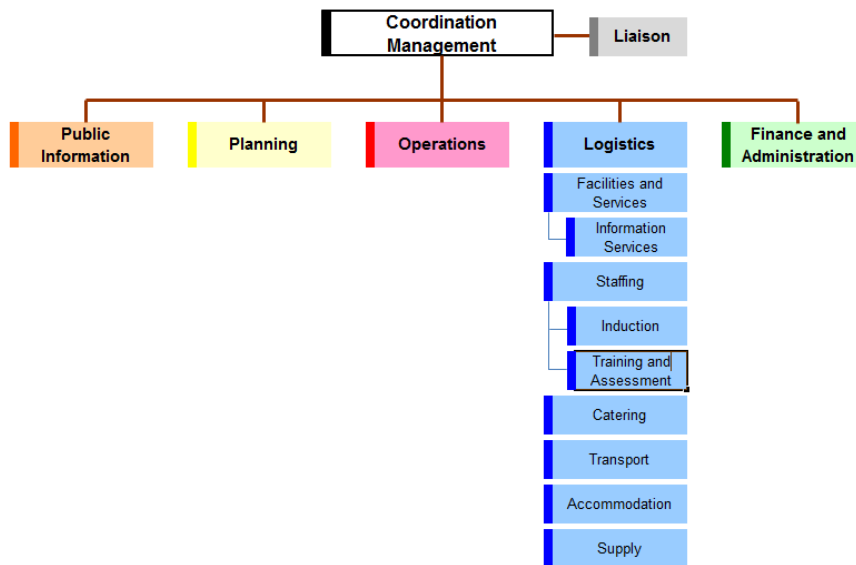 Coordination
Management
Liaison
Public
Information
Planning
Operations
Logistics
Finance and
Administration
Facilities and
Services
Information
Services
Staffing
Induction
Training and
Assessment
Catering
Transport
Accommodation
Supply